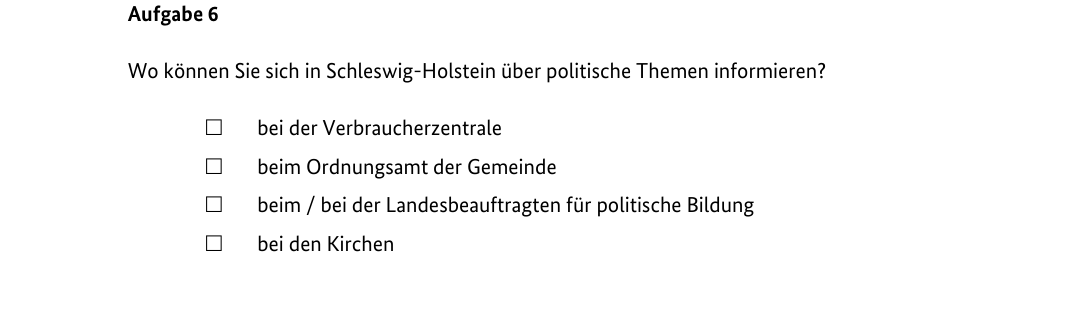 Aufgabe 6
Wo können Sie sich in Schleswig-Holstein über politische Themen informieren?
☐ bei der Verbraucherzentrale
☐ beim Ordnungsamt der Gemeinde
☐ beim / bei der Landesbeauftragten für politische Bildung
☐ bei den Kirchen